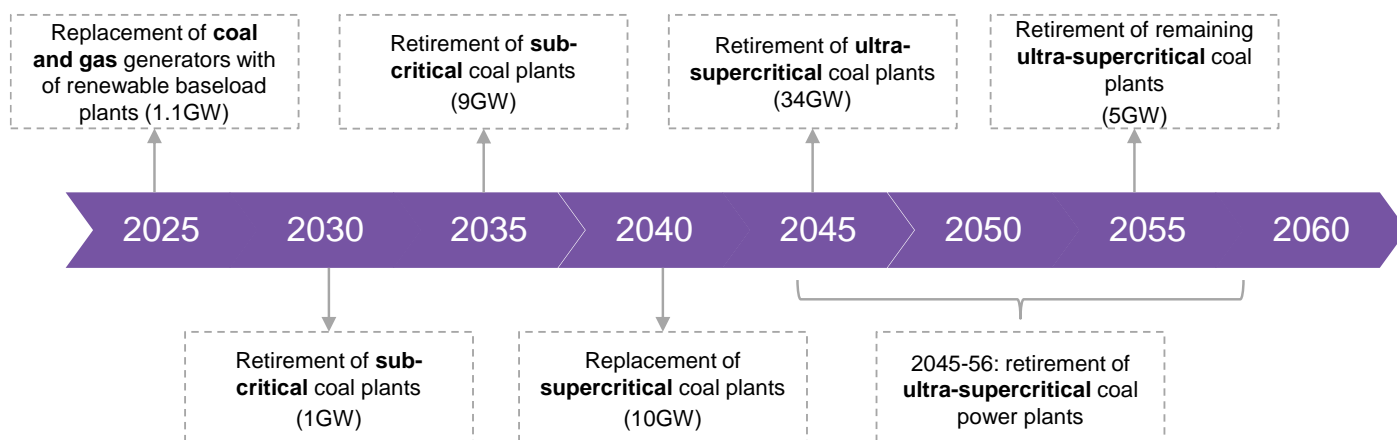 Replacement of coal
and gas generators with
of renewable baseload
plants (1.1GW)
Retirement of sub-
critical coal plants
(9GW)
Retirement of ultra-
supercritical coal plants
(34GW)
Retirement of remaining
ultra-supercritical coal
plants
(5GW)
2025
2030
2035
2040
2045
2050
2055
2060
Retirement of sub-
critical coal plants
(1GW)
Replacement of
supercritical coal plants
(10GW)
2045-56: retirement of
ultra-supercritical coal
power plants